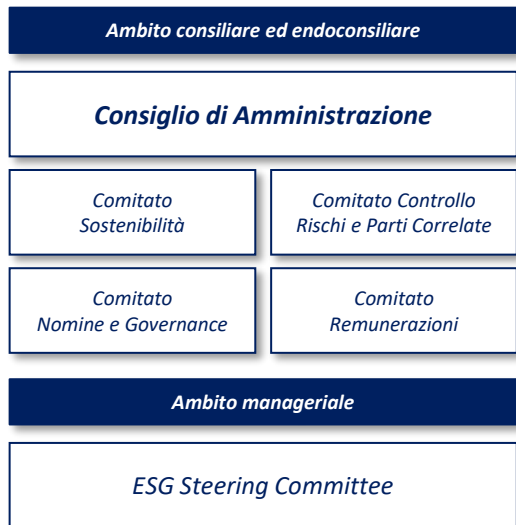 Ambito consiliare ed endoconsiliare
Consiglio di Amministrazione
Comitato
Sostenibilità
Comitato Controllo
Rischi e Parti Correlate
Comitato
Nomine e Governance
Comitato
Remunerazioni
Ambito manageriale
ESG Steering Committee